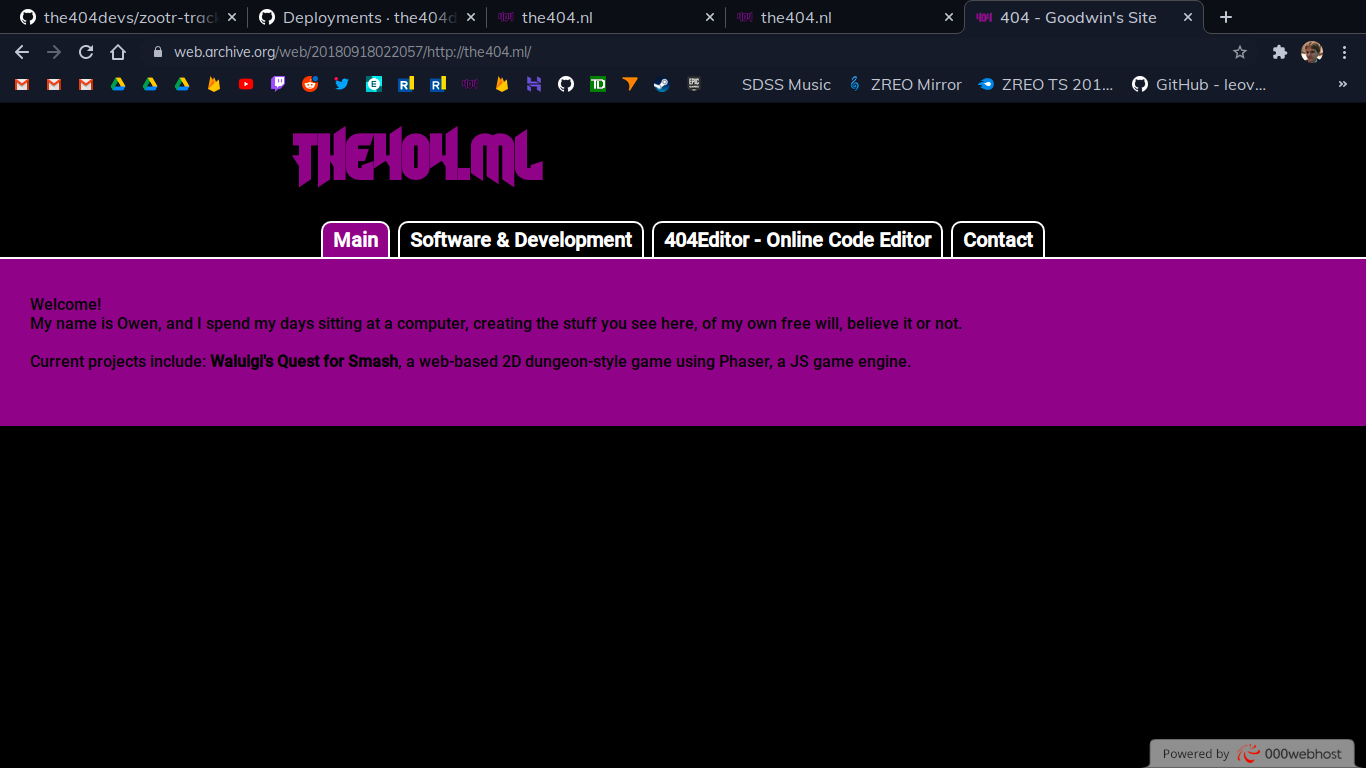 the404devs/zootr-trac
Deployments · the404d
the404.nl
the404.nl
404 - Goodwin's Site
web.archive.org/web/20180918022057/http://the404.ml/
SDSS Music
ZREO Mirror
ZREO TS 201...
GitHub - leov...
»
THE404.ML
Main
Software & Development
404Editor - Online Code Editor
Contact
Welcome!
My name is Owen, and I spend my days sitting at a computer, creating the stuff you see here, of my own free will, believe it or not.
Current projects include: Waluigi's Quest for Smash, a web-based 2D dungeon-style game using Phaser, a JS game engine.
Powered by 000webhost